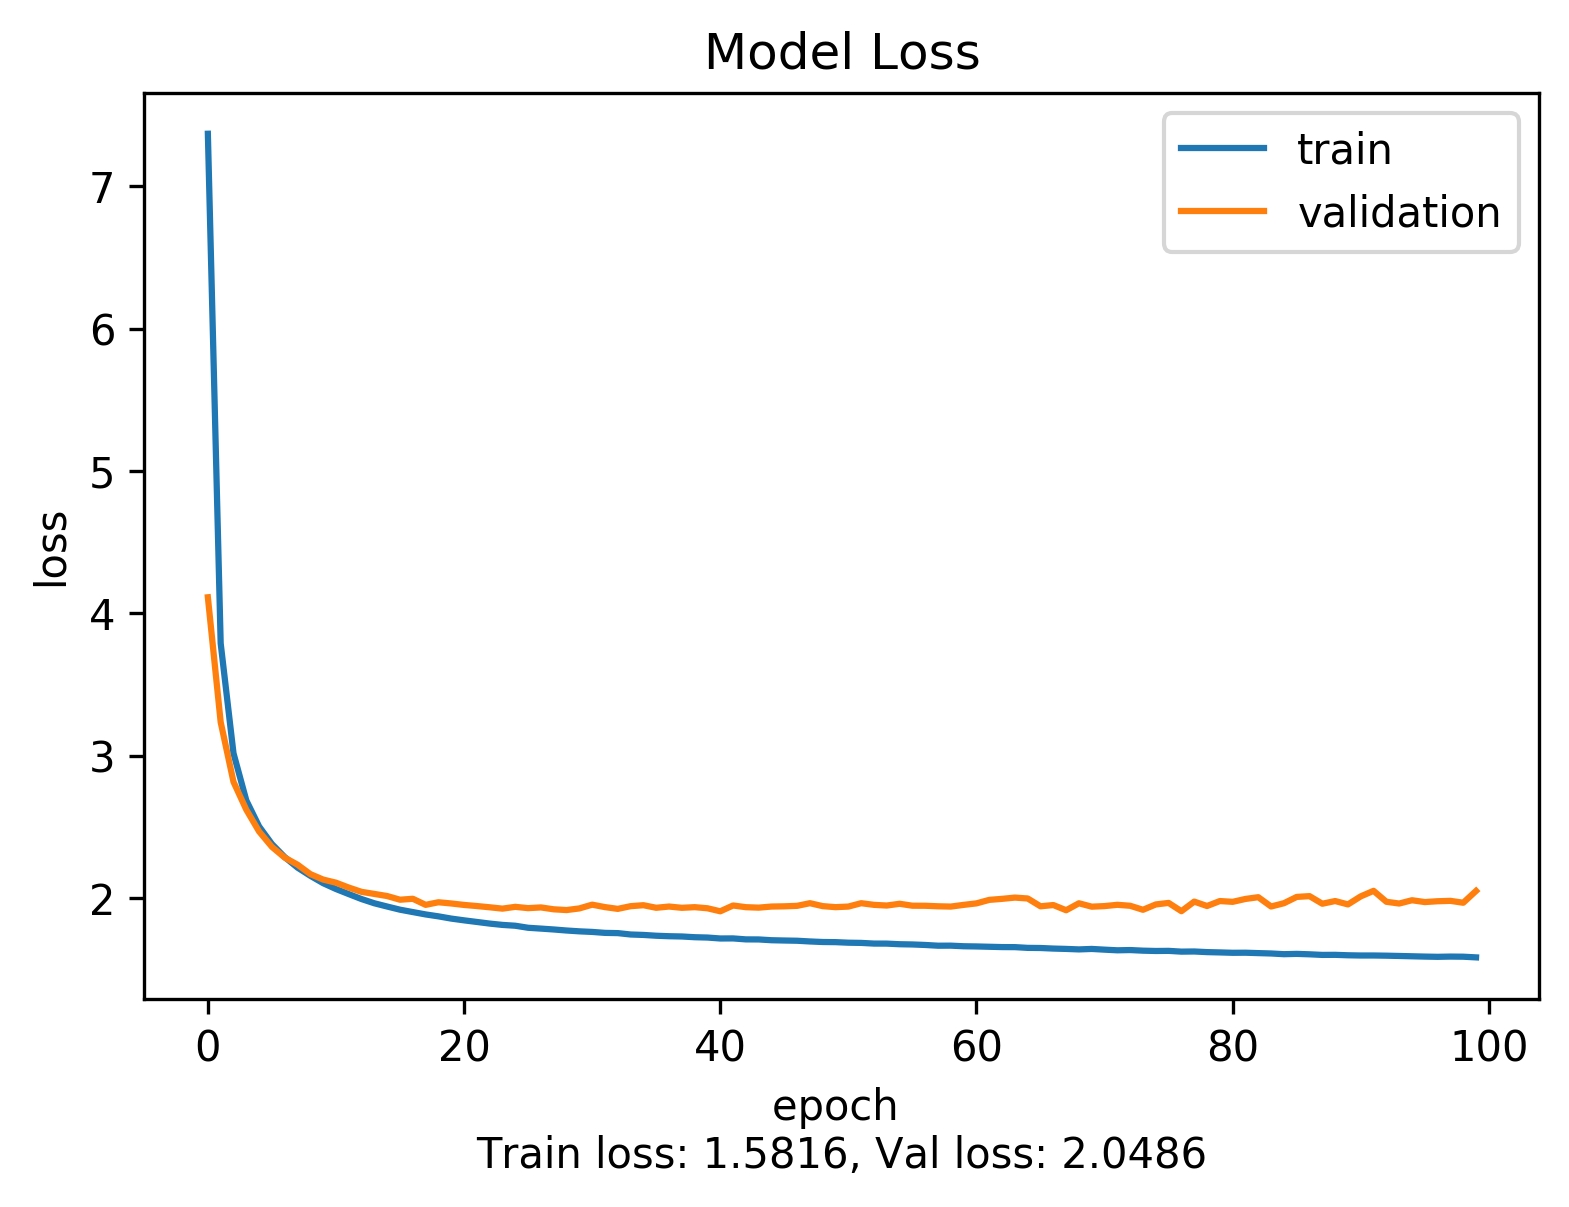 Model Loss
train
validation
7
6
5
4
3
2
loss
0 20 40 60 80 100
epoch
Train loss: 1.5816, Val loss: 2.0486